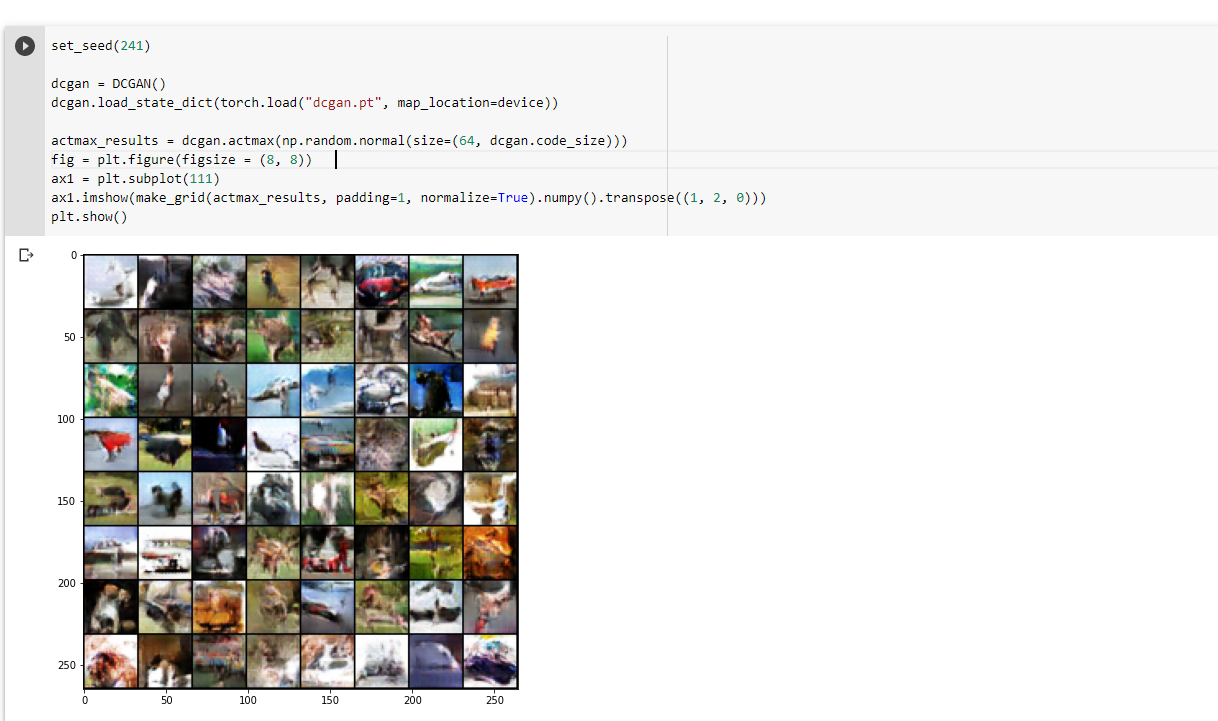 set_seed(241)
dcgan = DCGAN()
dcgan.load_state_dict(torch.load("dcgan.pt", map_location=device))
actmax_results = dcgan.actmax(np.random.normal(size=(64, dcgan.code_size)))
fig = plt.figure(figsize = (8, 8))
ax1 = plt.subplot(111)
ax1.imshow(make_grid(actmax_results, padding=1, normalize=True).numpy().transpose((1, 2, 0)))
plt.show()
0
50
100
150
200
250
0 50 100 150 200 250